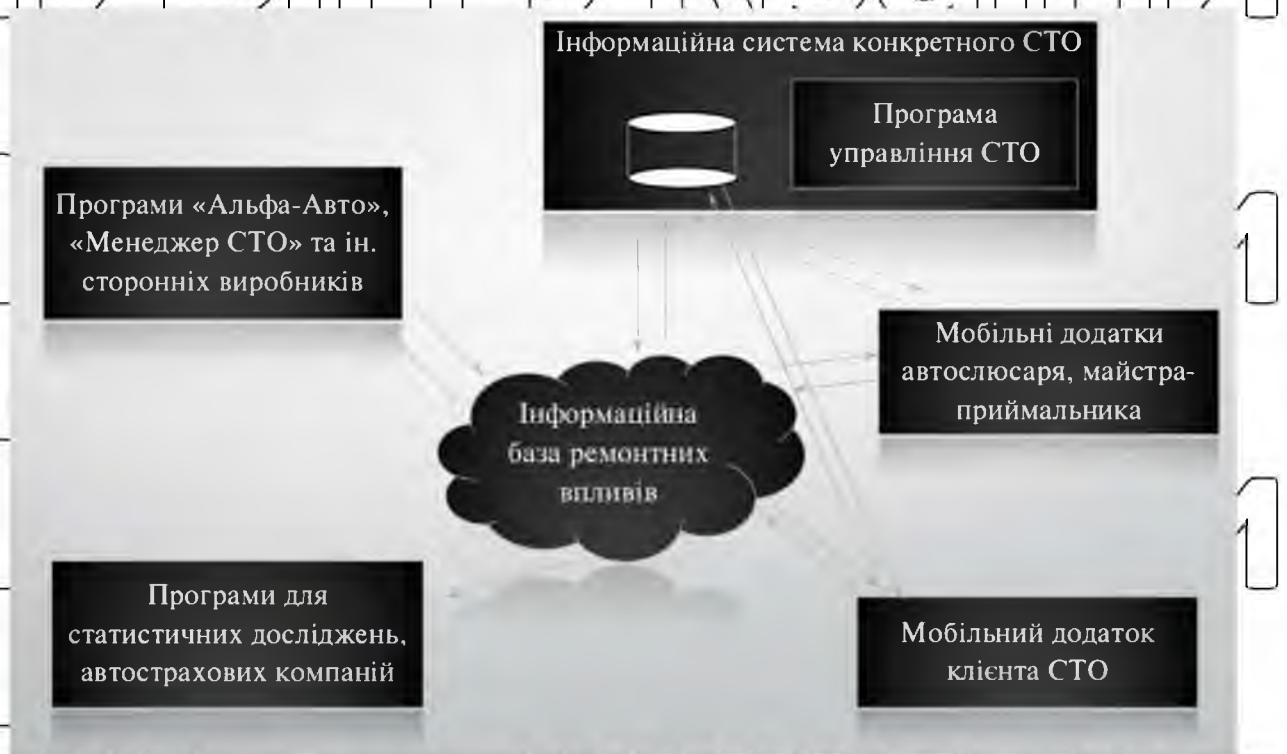 Інформаційна система конкретного СТО
Програма
управління СТО
Програми «Альфа-Авто»,
«Менеджер СТО» та ін.
сторонніх виробників
Мобільні додатки
автослюсаря, майстра-
приймальника
Інформаційна
база ремонтних
впливів
Програми для
статистичних досліджень,
автострахових компаній
Мобільний додаток
клієнта СТО